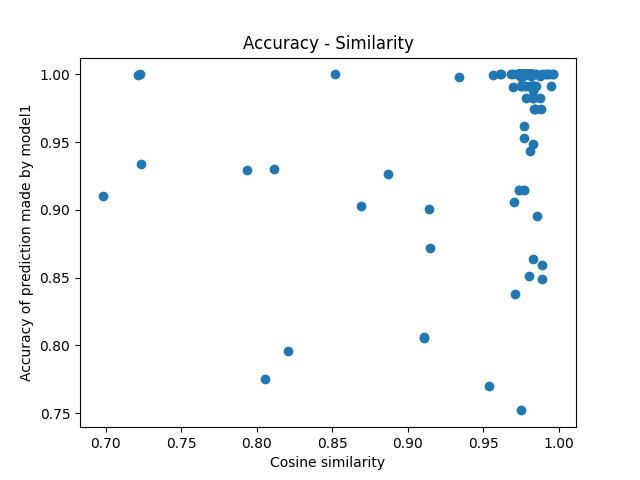 Accuracy - Similarity
Accuracy of prediction made by model1
1.00
0.95
0.90
0.85
0.80
0.75
0.70 0.75 0.80 0.85 0.90 0.95 1.00
Cosine similarity